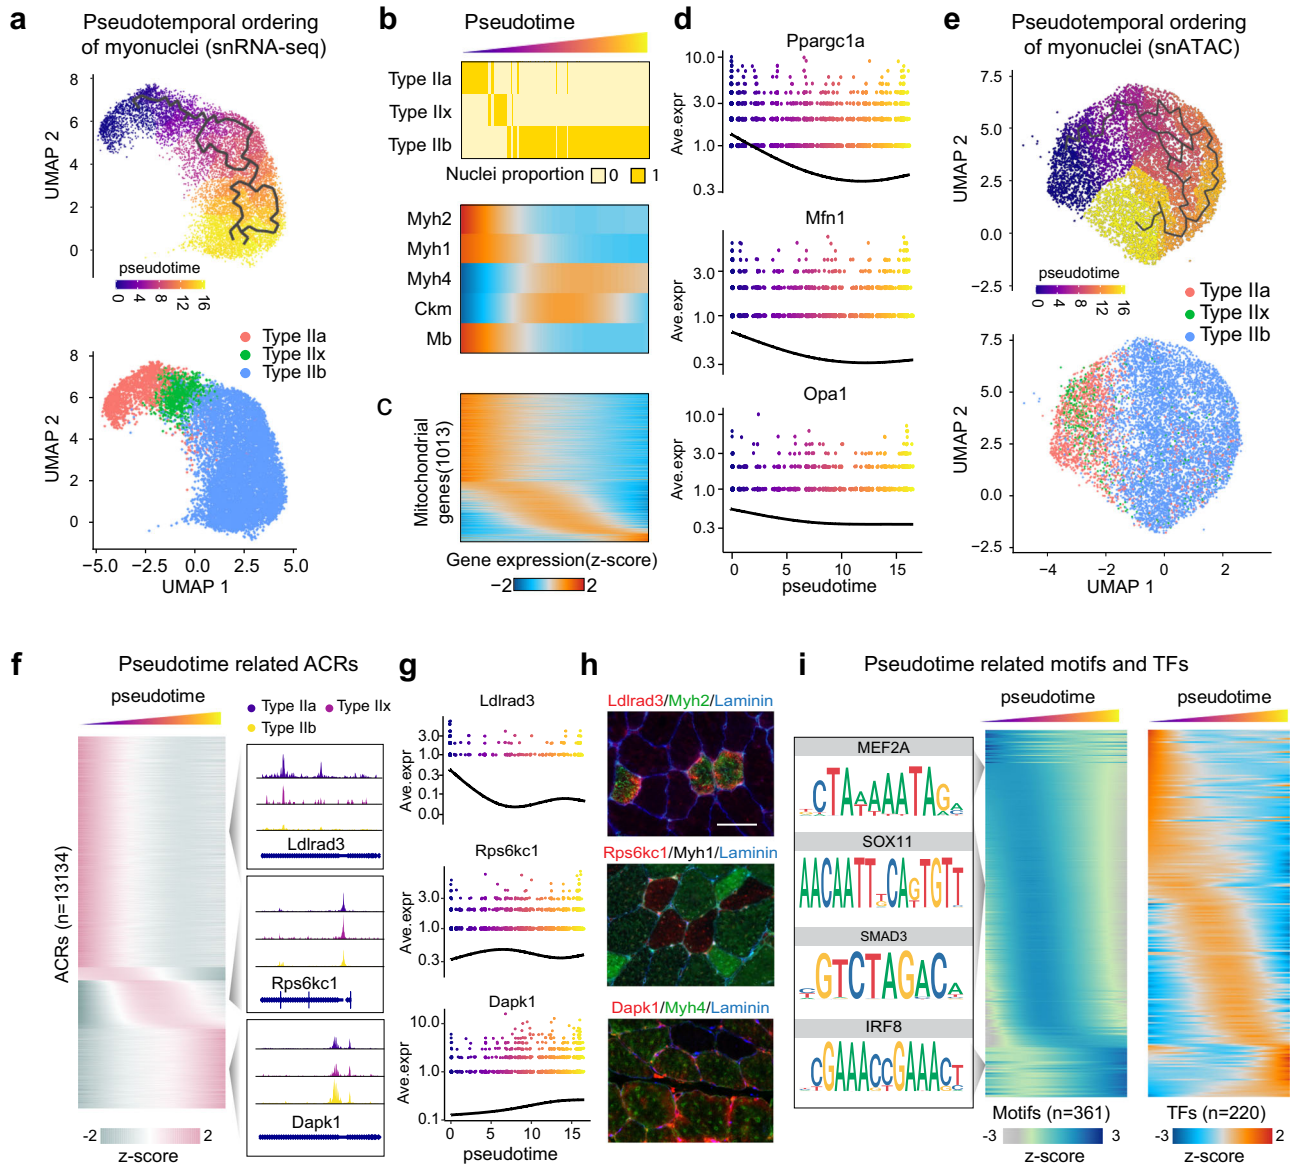 a
Pseudotemporal ordering
of myonuclei (snRNA-seq)
8
6
4
2
0
UMAP 2
pseudotime
0 4 8 12 16
Type IIa
Type IIx
Type IIb
8
6
4
2
0
UMAP 2
−5.0 −2.5 0.0 2.5 5.0
UMAP 1
b
Pseudotime
Type IIa
Type IIx
Type IIb
Nuclei proportion 0 1
Myh2
Myh1
Myh4
Ckm
Mb
c
Mitochondrial
genes(1013)
Gene expression(z-score)
−2 2
d
Ppargc1a
10.0
3.0
1.0
0.3
Ave.expr
Mfn1
3.0
1.0
0.3
Ave.expr
Opa1
10.0
3.0
1.0
0.3
Ave.expr
0 5 10 15
pseudotime
e
Pseudotemporal ordering
of myonuclei (snATAC)
7.5
5.0
2.5
0.0
−2.5
UMAP 2
pseudotime
0 4 8 12 16
Type IIa
Type IIx
Type IIb
7.5
5.0
2.5
0.0
−2.5
UMAP 2
−4 −2 0 2
UMAP 1
f
Pseudotime related ACRs
pseudotime
ACRs (n=13134)
-2 2
z-score
Type IIa Type IIx
Type IIb
Ldlrad3
Rps6kc1
Dapk1
g
Ldlrad3
3.0
1.0
0.3
0.1
0.0
Ave.expr
Rps6kc1
3.0
1.0
0.3
Ave.expr
Dapk1
10.0
1.0
0.1
Ave.expr
0 5 10 15
pseudotime
h
Ldlrad3/Myh2/Laminin
Rps6kc1/Myh1/Laminin
Dapk1/Myh4/Laminin
i
Pseudotime related motifs and TFs
pseudotime
pseudotime
MEF2A
SOX11
SMAD3
IRF8
Motifs (n=361)
-3 3
z-score
TFs (n=220)
-3 2
z-score